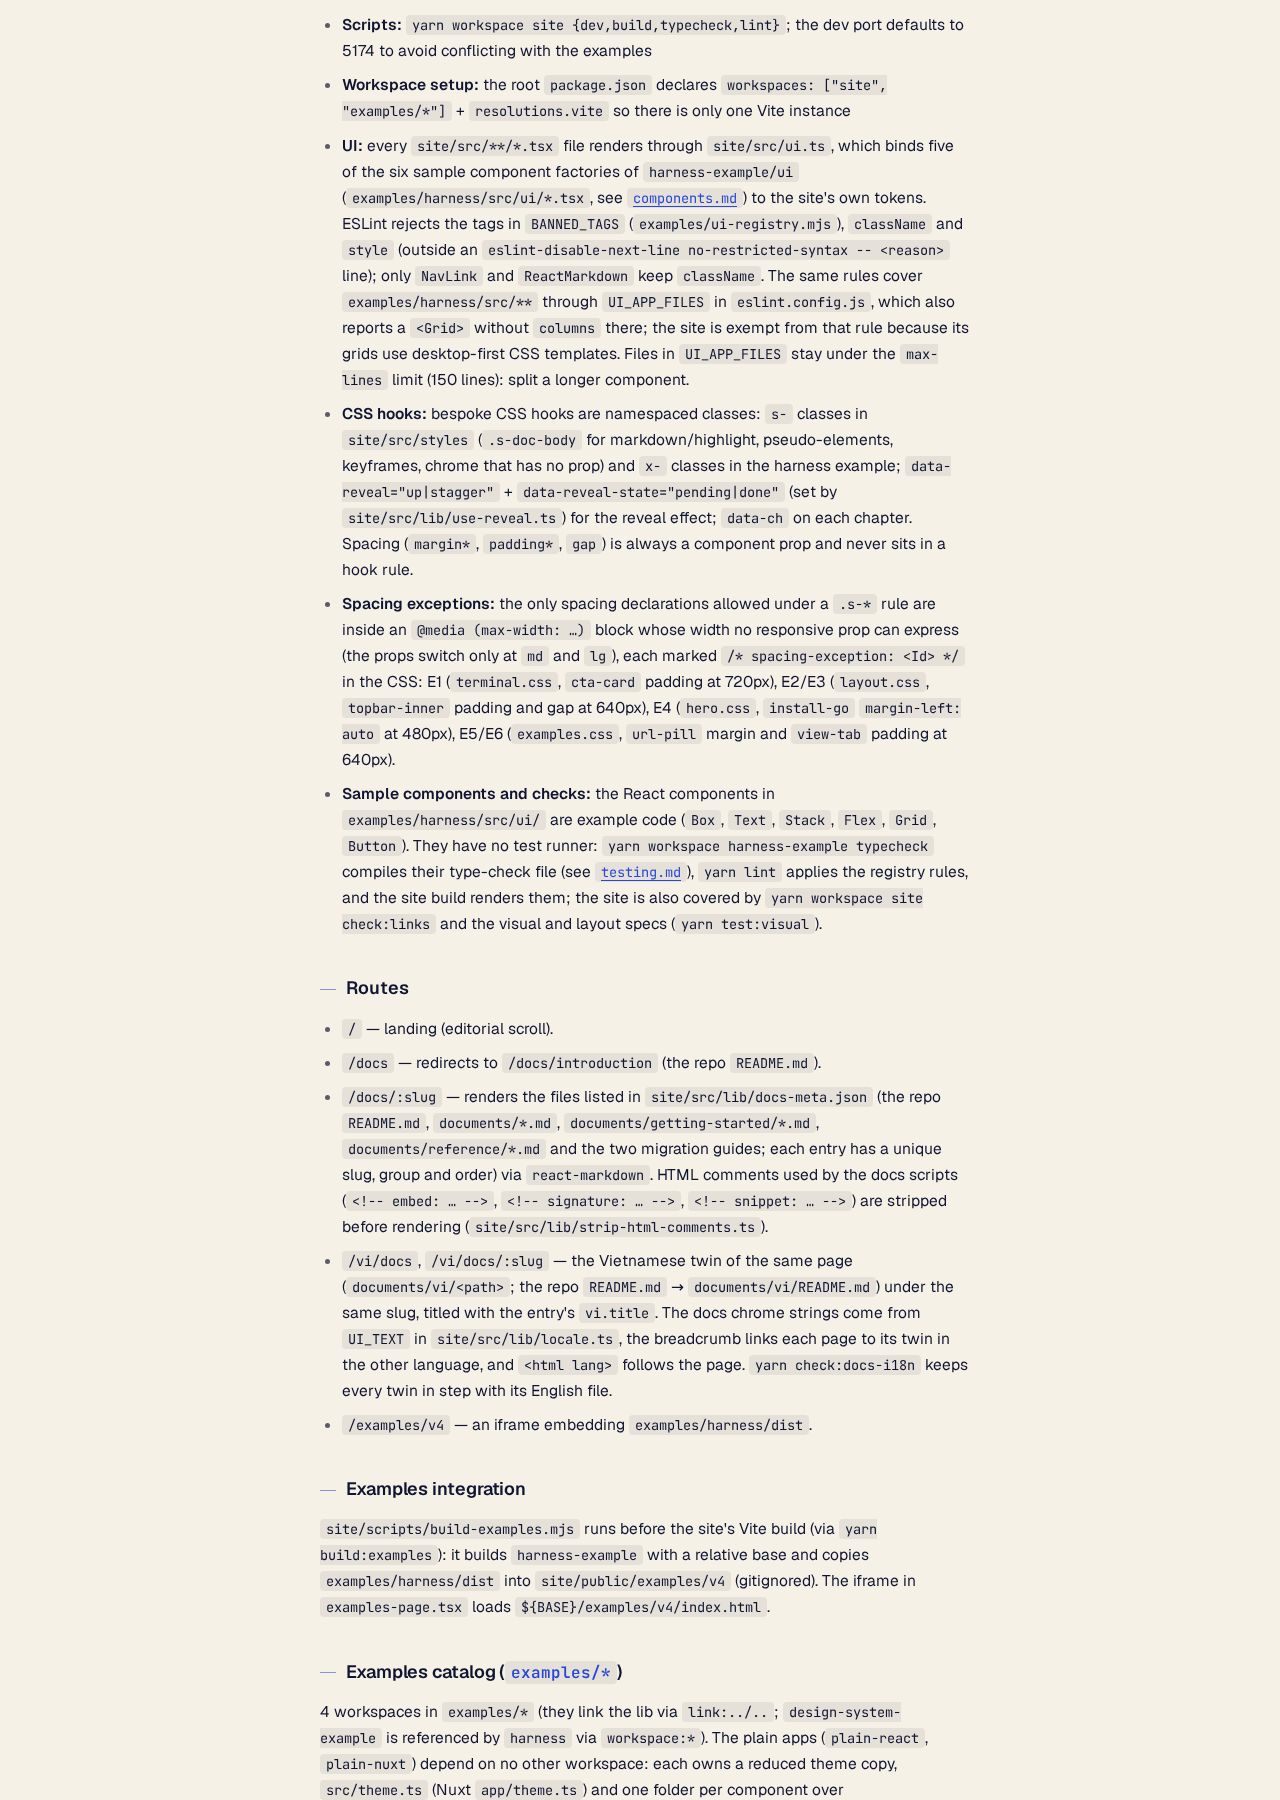 Scripts: yarn workspace site {dev,build,typecheck,lint} ; the dev port defaults to
5174 to avoid conflicting with the examples
Workspace setup: the root package.json declares workspaces: ["site",
"examples/*"] + resolutions.vite so there is only one Vite instance
UI: every site/src/**/*.tsx file renders through site/src/ui.ts , which binds five
of the six sample component factories of harness-example/ui
( examples/harness/src/ui/*.tsx , see components.md ) to the site's own tokens.
ESLint rejects the tags in BANNED_TAGS ( examples/ui-registry.mjs ), className and
style (outside an eslint-disable-next-line no-restricted-syntax -- <reason>
line); only NavLink and ReactMarkdown keep className . The same rules cover
examples/harness/src/** through UI_APP_FILES in eslint.config.js , which also
reports a <Grid> without columns there; the site is exempt from that rule because its
grids use desktop-first CSS templates. Files in UI_APP_FILES stay under the max-
lines limit (150 lines): split a longer component.
CSS hooks: bespoke CSS hooks are namespaced classes: s- classes in
site/src/styles ( .s-doc-body for markdown/highlight, pseudo-elements,
keyframes, chrome that has no prop) and x- classes in the harness example; data-
reveal="up|stagger" + data-reveal-state="pending|done" (set by
site/src/lib/use-reveal.ts ) for the reveal effect; data-ch on each chapter.
Spacing ( margin* , padding* , gap ) is always a component prop and never sits in a
hook rule.
Spacing exceptions: the only spacing declarations allowed under a .s-* rule are
inside an @media (max-width: …) block whose width no responsive prop can express
(the props switch only at md and lg ), each marked /* spacing-exception: <Id> */
in the CSS: E1 ( terminal.css , cta-card padding at 720px), E2/E3 ( layout.css ,
topbar-inner padding and gap at 640px), E4 ( hero.css , install-go margin-left:
auto at 480px), E5/E6 ( examples.css , url-pill margin and view-tab padding at
640px).
Sample components and checks: the React components in
examples/harness/src/ui/ are example code ( Box , Text , Stack , Flex , Grid ,
Button ). They have no test runner: yarn workspace harness-example typecheck
compiles their type-check file (see testing.md ), yarn lint applies the registry rules,
and the site build renders them; the site is also covered by yarn workspace site
check:links and the visual and layout specs ( yarn test:visual ).
Routes
/ — landing (editorial scroll).
/docs — redirects to /docs/introduction (the repo README.md ).
/docs/:slug — renders the files listed in site/src/lib/docs-meta.json (the repo
README.md , documents/*.md , documents/getting-started/*.md ,
documents/reference/*.md and the two migration guides; each entry has a unique
slug, group and order) via react-markdown . HTML comments used by the docs scripts
( <!-- embed: … --> , <!-- signature: … --> , <!-- snippet: … --> ) are stripped
before rendering ( site/src/lib/strip-html-comments.ts ).
/vi/docs , /vi/docs/:slug — the Vietnamese twin of the same page
( documents/vi/<path> ; the repo README.md → documents/vi/README.md ) under the
same slug, titled with the entry's vi.title . The docs chrome strings come from
UI_TEXT in site/src/lib/locale.ts , the breadcrumb links each page to its twin in
the other language, and <html lang> follows the page. yarn check:docs-i18n keeps
every twin in step with its English file.
/examples/v4 — an iframe embedding examples/harness/dist .
Examples integration
site/scripts/build-examples.mjs runs before the site's Vite build (via yarn
build:examples ): it builds harness-example with a relative base and copies
examples/harness/dist into site/public/examples/v4 (gitignored). The iframe in
examples-page.tsx loads ${BASE}/examples/v4/index.html .
Examples catalog ( examples/* )
4 workspaces in examples/* (they link the lib via link:../.. ; design-system-
example is referenced by harness via workspace:* ). The plain apps ( plain-react ,
plain-nuxt ) depend on no other workspace: each owns a reduced theme copy,
src/theme.ts (Nuxt app/theme.ts ) and one folder per component over